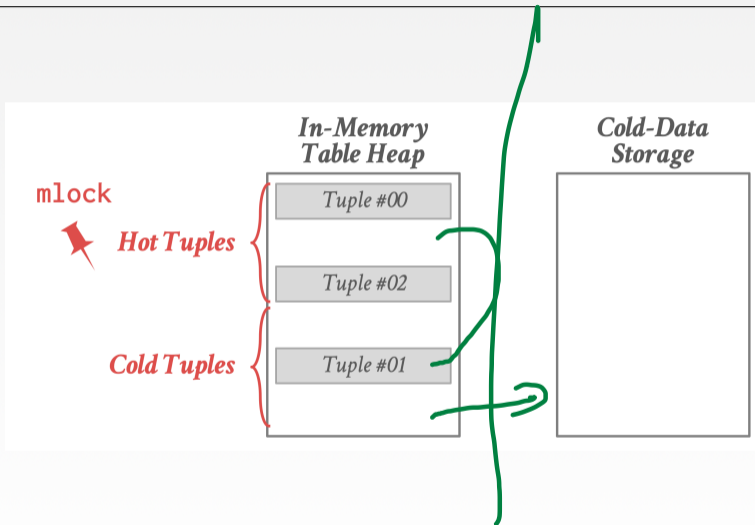 In-Memory
Table Heap
Cold-Data
Storage
mlock
Hot Tuples
Tuple #00
Tuple #02
Cold Tuples
Tuple #01